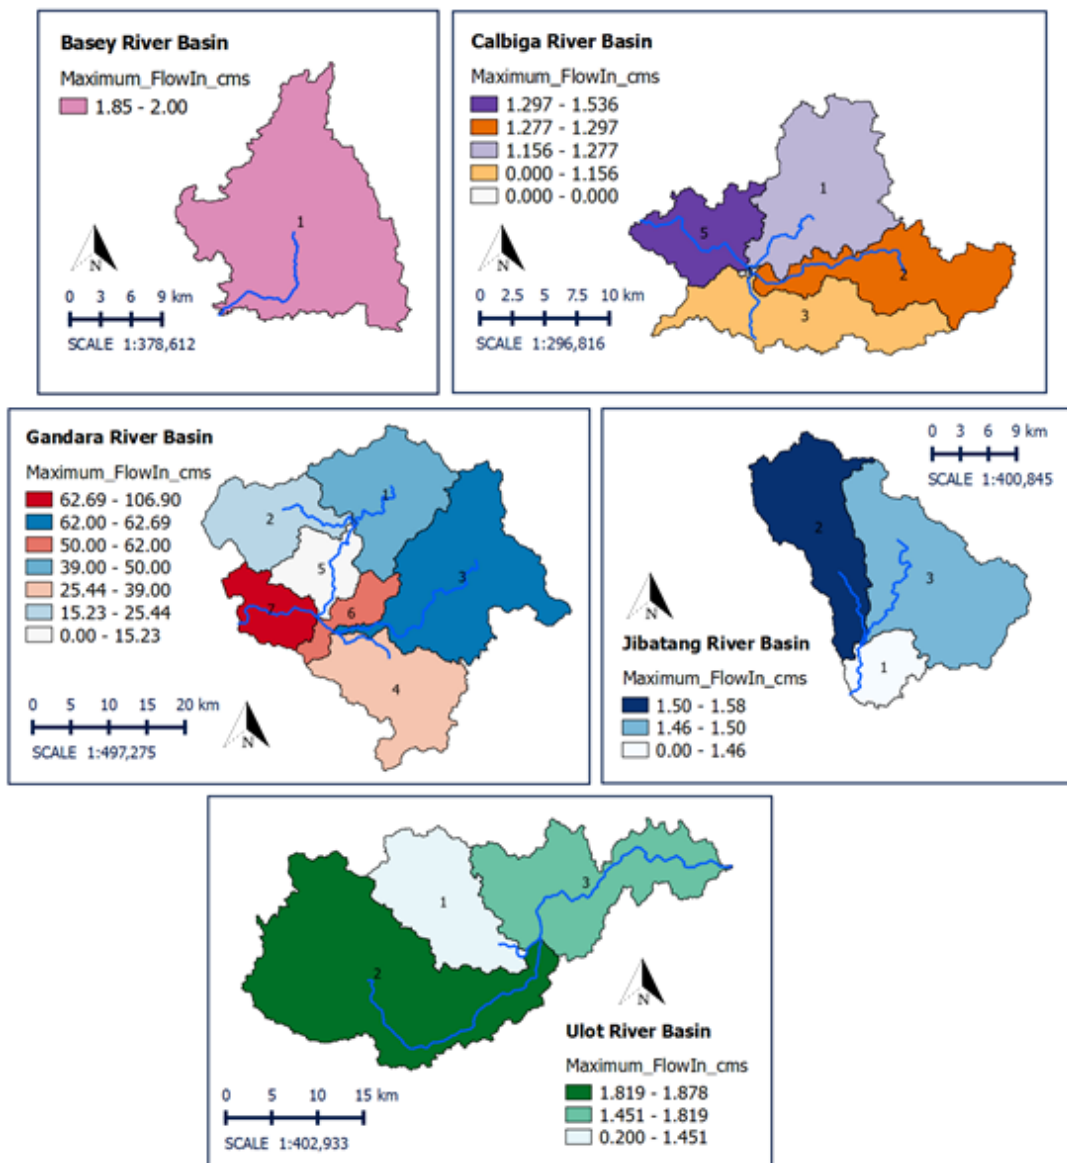 Basey River Basin
Maximum_FlowIn_cms
1.85 - 2.00
1
N
0 3 6 9 km
SCALE 1:378,612
Calbiga River Basin
Maximum_FlowIn_cms
1.297 - 1.536
1.277 - 1.297
1.156 - 1.277
0.000 - 1.156
0.000 - 0.000
1
5
2
3
N
0 2.5 5 7.5 10 km
SCALE 1:296,816
Gandara River Basin
Maximum_FlowIn_cms
62.69 - 106.90
62.00 - 62.69
50.00 - 62.00
39.00 - 50.00
25.44 - 39.00
15.23 - 25.44
0.00 - 15.23
1
2
5
3
7
6
4
0 5 10 15 20 km
SCALE 1:497,275
N
0 3 6 9 km
SCALE 1:400,845
2
3
1
N
Jibatang River Basin
Maximum_FlowIn_cms
1.50 - 1.58
1.46 - 1.50
0.00 - 1.46
1
3
2
N
Ulot River Basin
Maximum_FlowIn_cms
1.819 - 1.878
1.451 - 1.819
0.200 - 1.451
0 5 10 15 km
SCALE 1:402,933